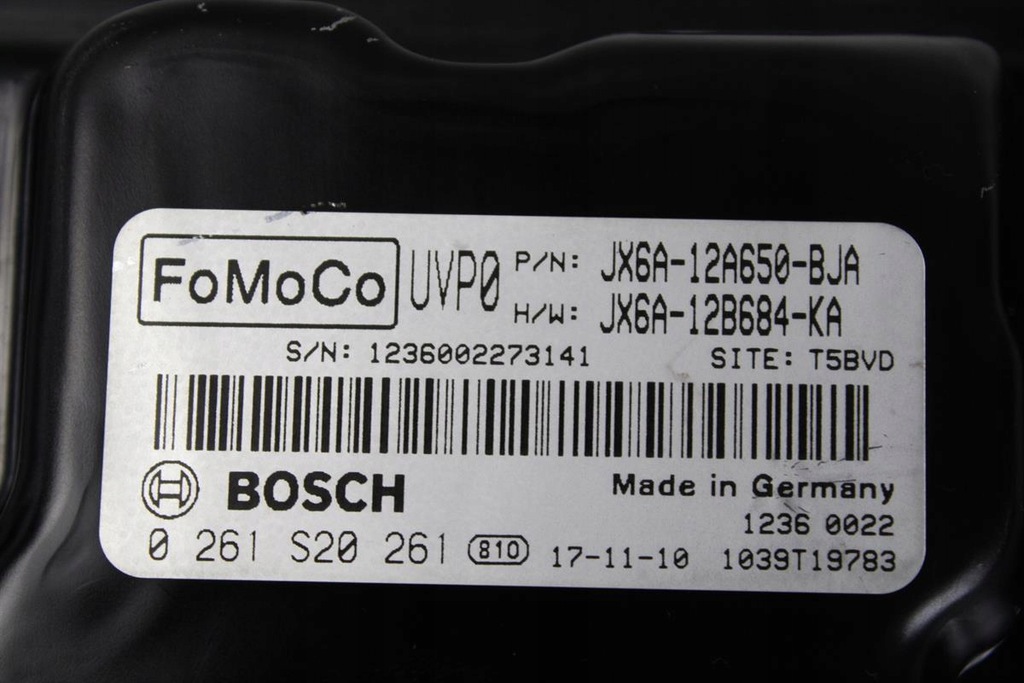 FoMoCo UVP0 P/N: JX6A-12A650-BJA
H/W: JX6A-12B684-KA
S/N: 1236002273141 SITE: T5BVD
BOSCH Made in Germany
1236 0022
0 261 S20 261 810 17-11-10 1039T19783